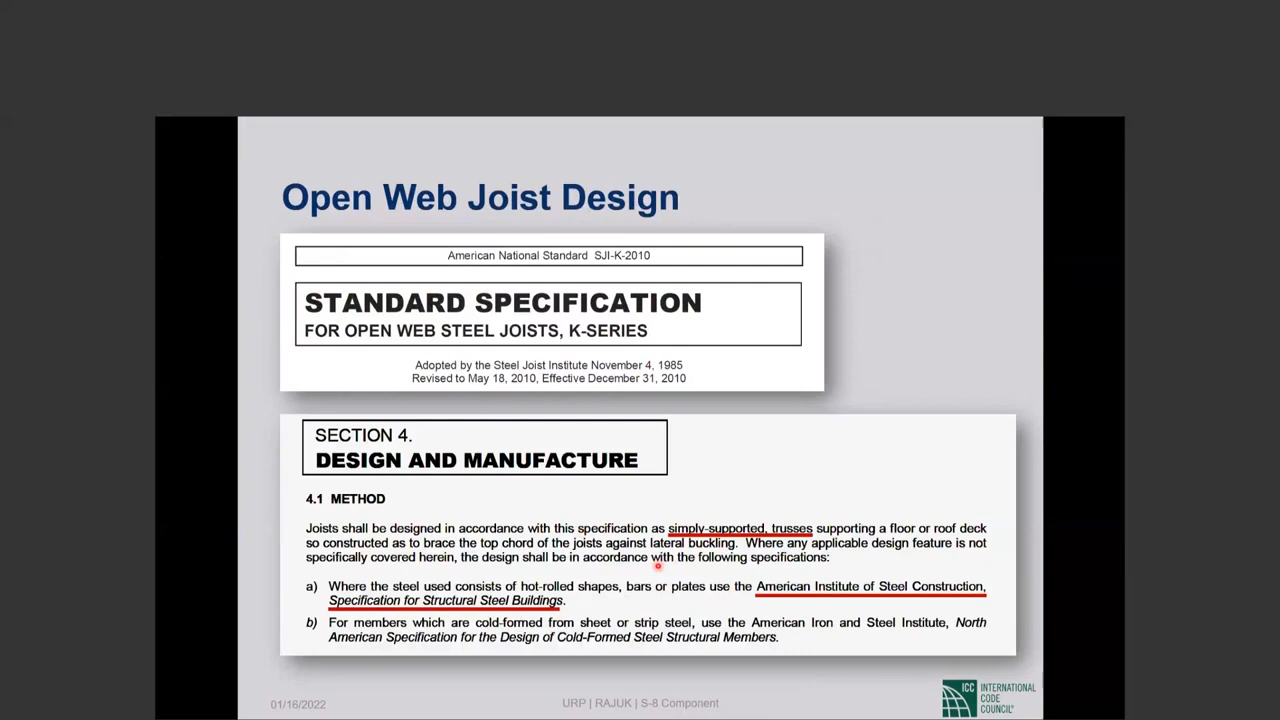 Open Web Joist Design
American National Standard SJI-K-2010
STANDARD SPECIFICATION
FOR OPEN WEB STEEL JOISTS, K-SERIES
Adopted by the Steel Joist Institute November 4, 1985
Revised to May 18, 2010, Effective December 31, 2010
SECTION 4.
DESIGN AND MANUFACTURE
4.1 METHOD
Joists shall be designed in accordance with this specification as simply-supported, trusses supporting a floor or roof deck
so constructed as to brace the top chord of the joists against lateral buckling. Where any applicable design feature is not
specifically covered herein, the design shall be in accordance with the following specifications:
a) Where the steel used consists of hot-rolled shapes, bars or plates use the American Institute of Steel Construction,
Specification for Structural Steel Buildings.
b) For members which are cold-formed from sheet or strip steel, use the American Iron and Steel Institute, North
American Specification for the Design of Cold-Formed Steel Structural Members.
01/16/2022
URP | RAJUK | S-8 Component
ICC INTERNATIONAL
CODE
COUNCIL®